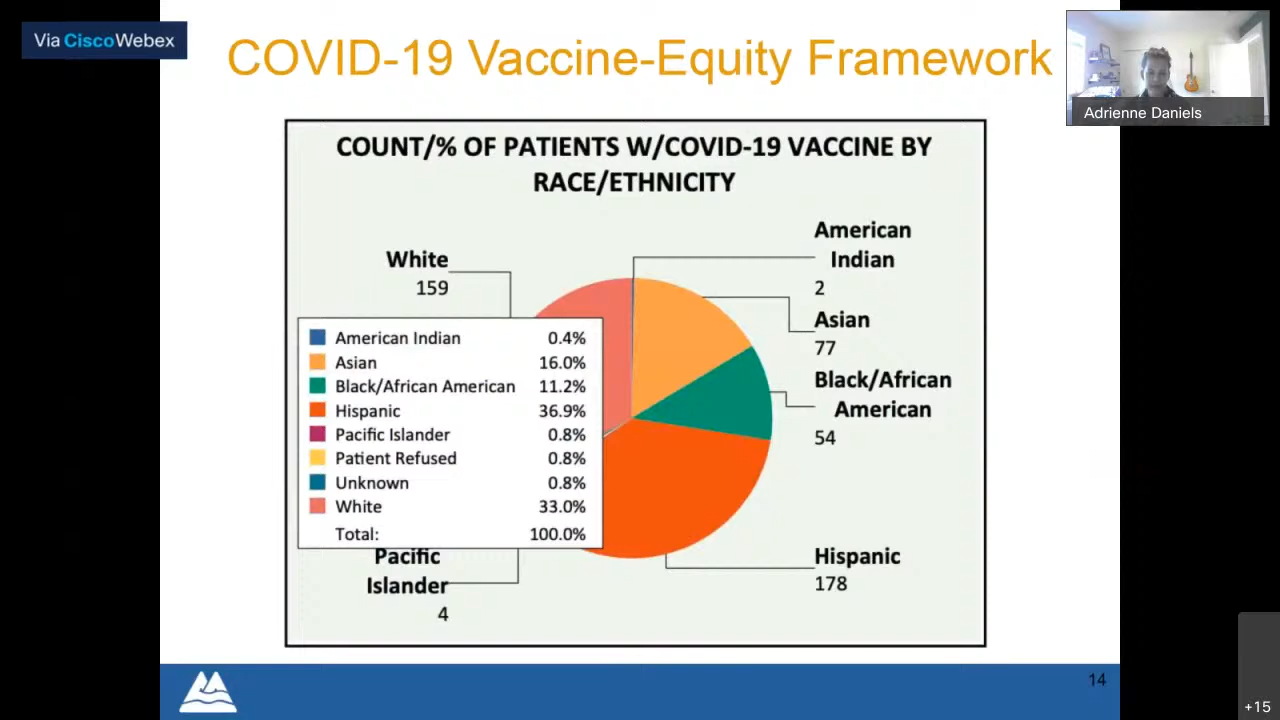 Via Cisco Webex
COVID-19 Vaccine-Equity Framework
Adrienne Daniels
COUNT/% OF PATIENTS W/COVID-19 VACCINE BY
RACE/ETHNICITY
White
159
American
Indian
2
Asian
77
Black/African
American
54
American Indian 0.4%
Asian 16.0%
Black/African American 11.2%
Hispanic 36.9%
Pacific Islander 0.8%
Patient Refused 0.8%
Unknown 0.8%
White 33.0%
Total: 100.0%
Pacific
Islander
4
Hispanic
178
14
+15